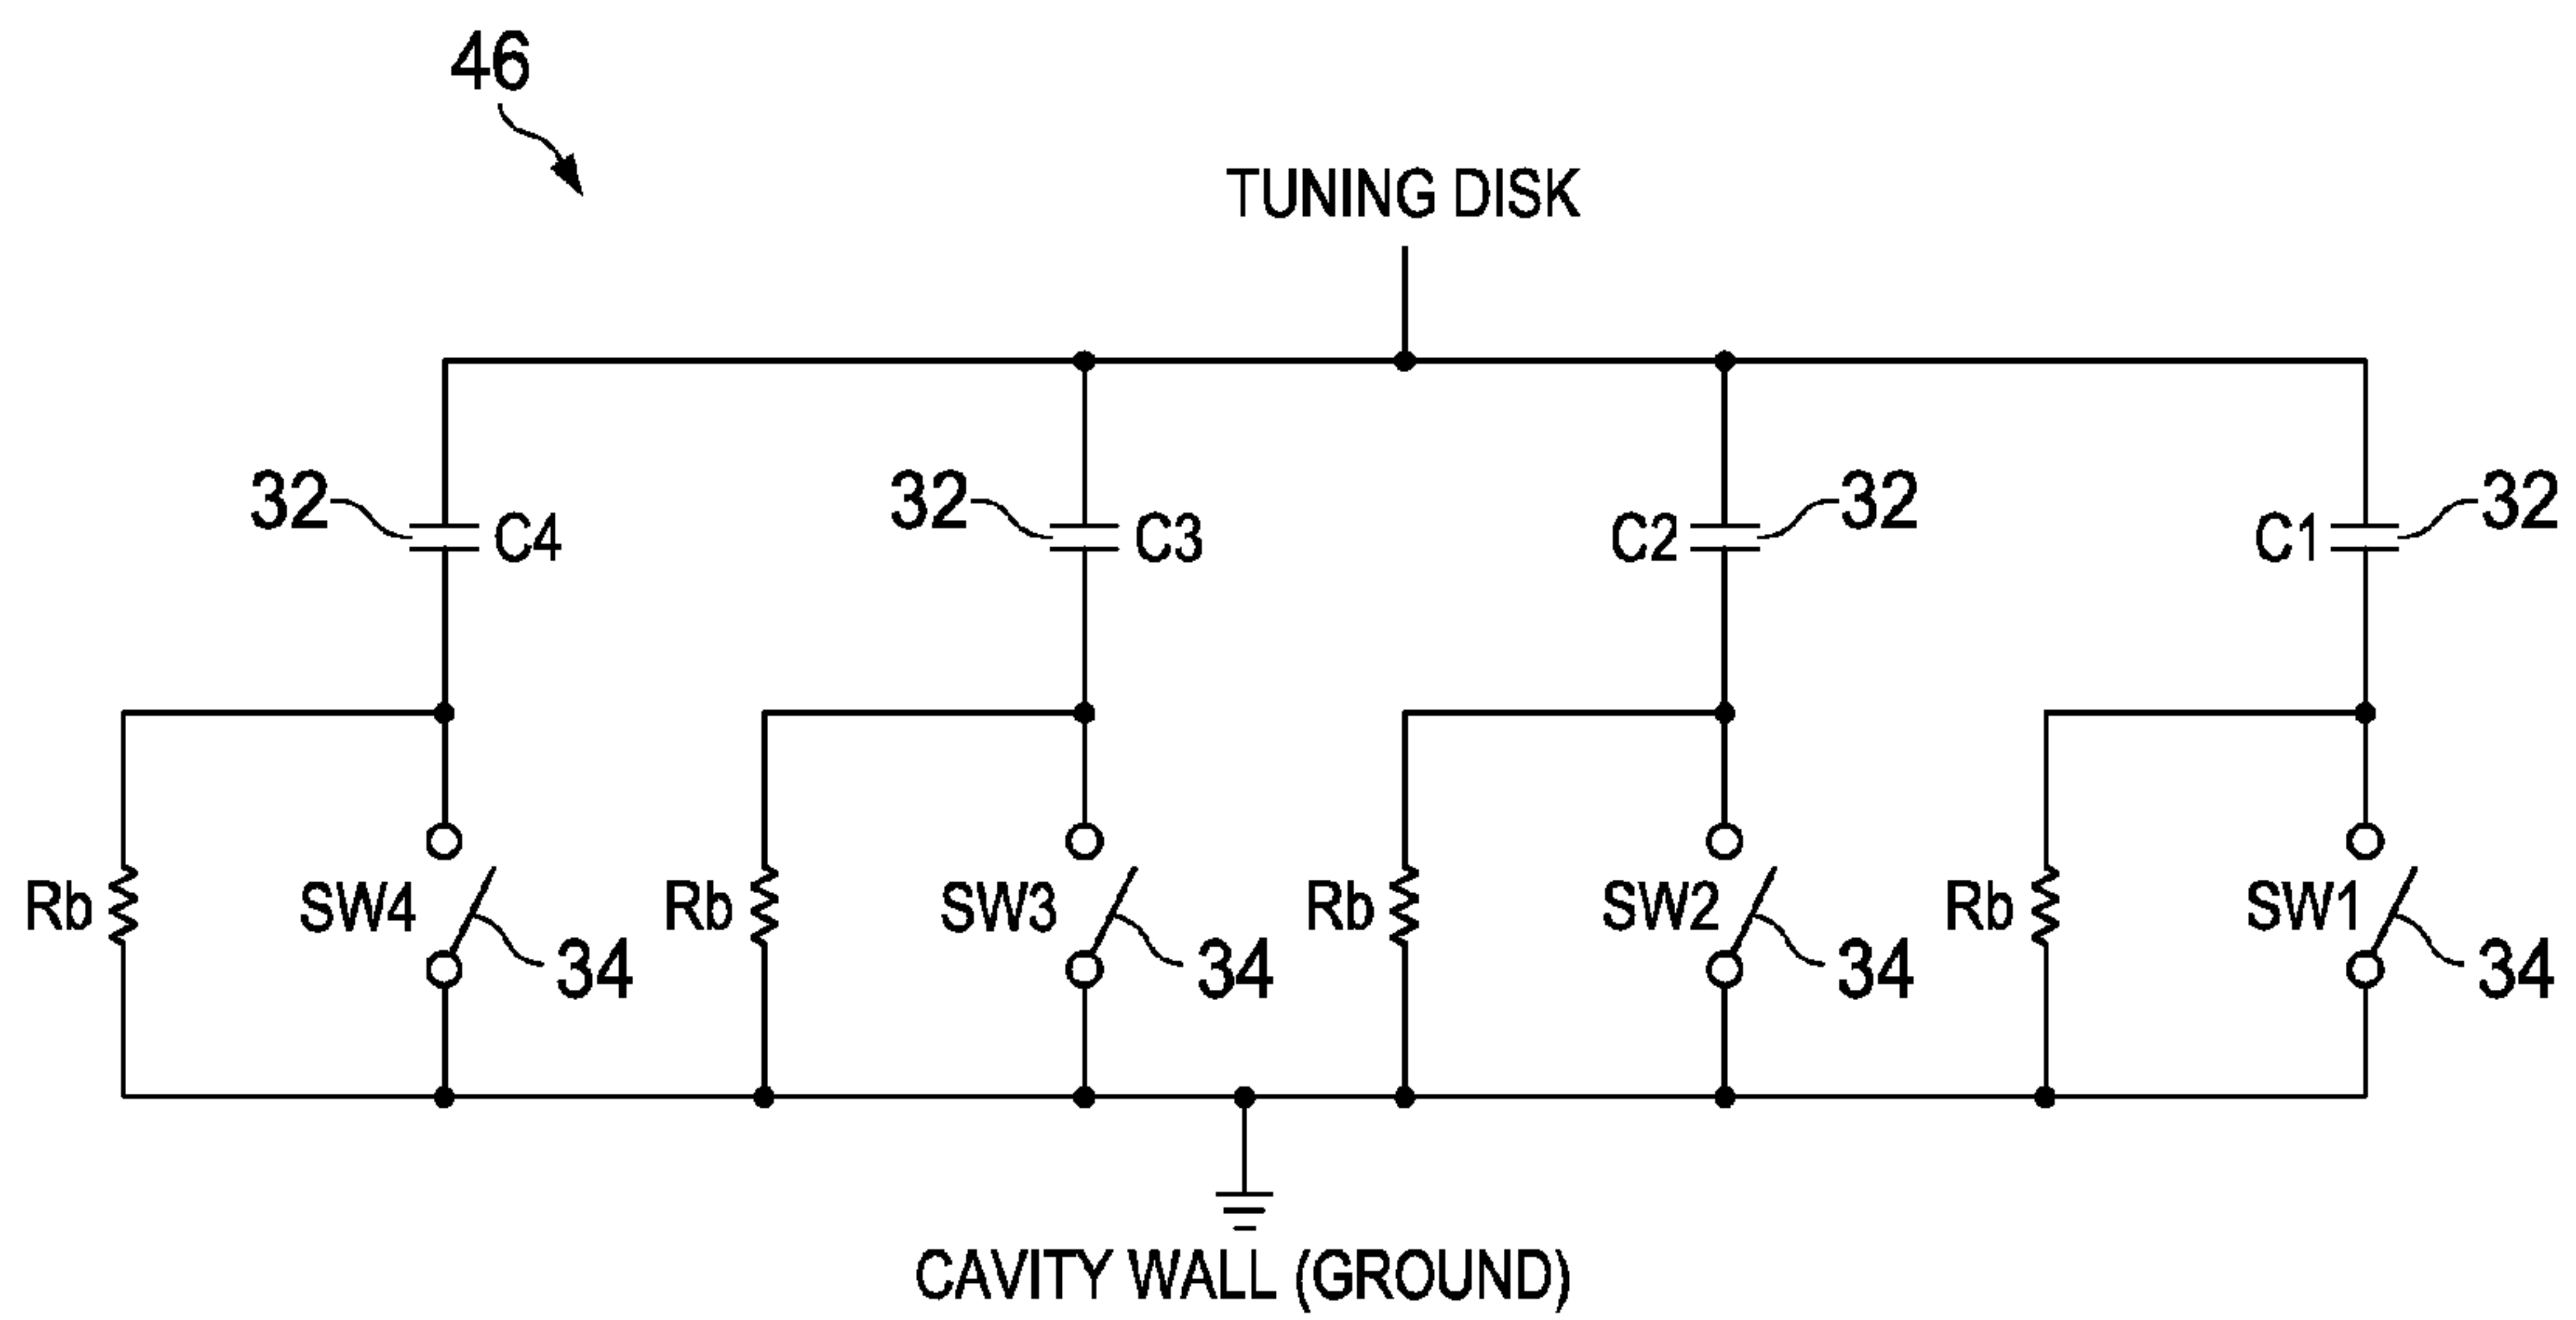 46
TUNING DISK
32 C4 32 C3 C2 32 C1 32
Rb SW4 34 Rb SW3 34 Rb SW2 34 Rb SW1 34
CAVITY WALL (GROUND)